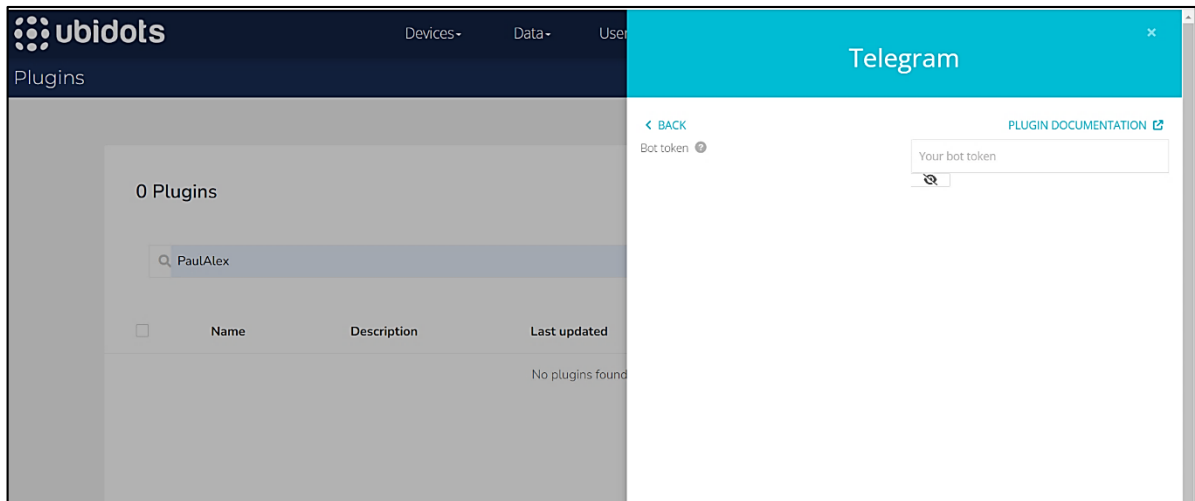 ubidots
Devices
Data
User
Plugins
0 Plugins
PaulAlex
Name Description Last updated
No plugins found
×
Telegram
BACK PLUGIN DOCUMENTATION
Bot token
Your bot token